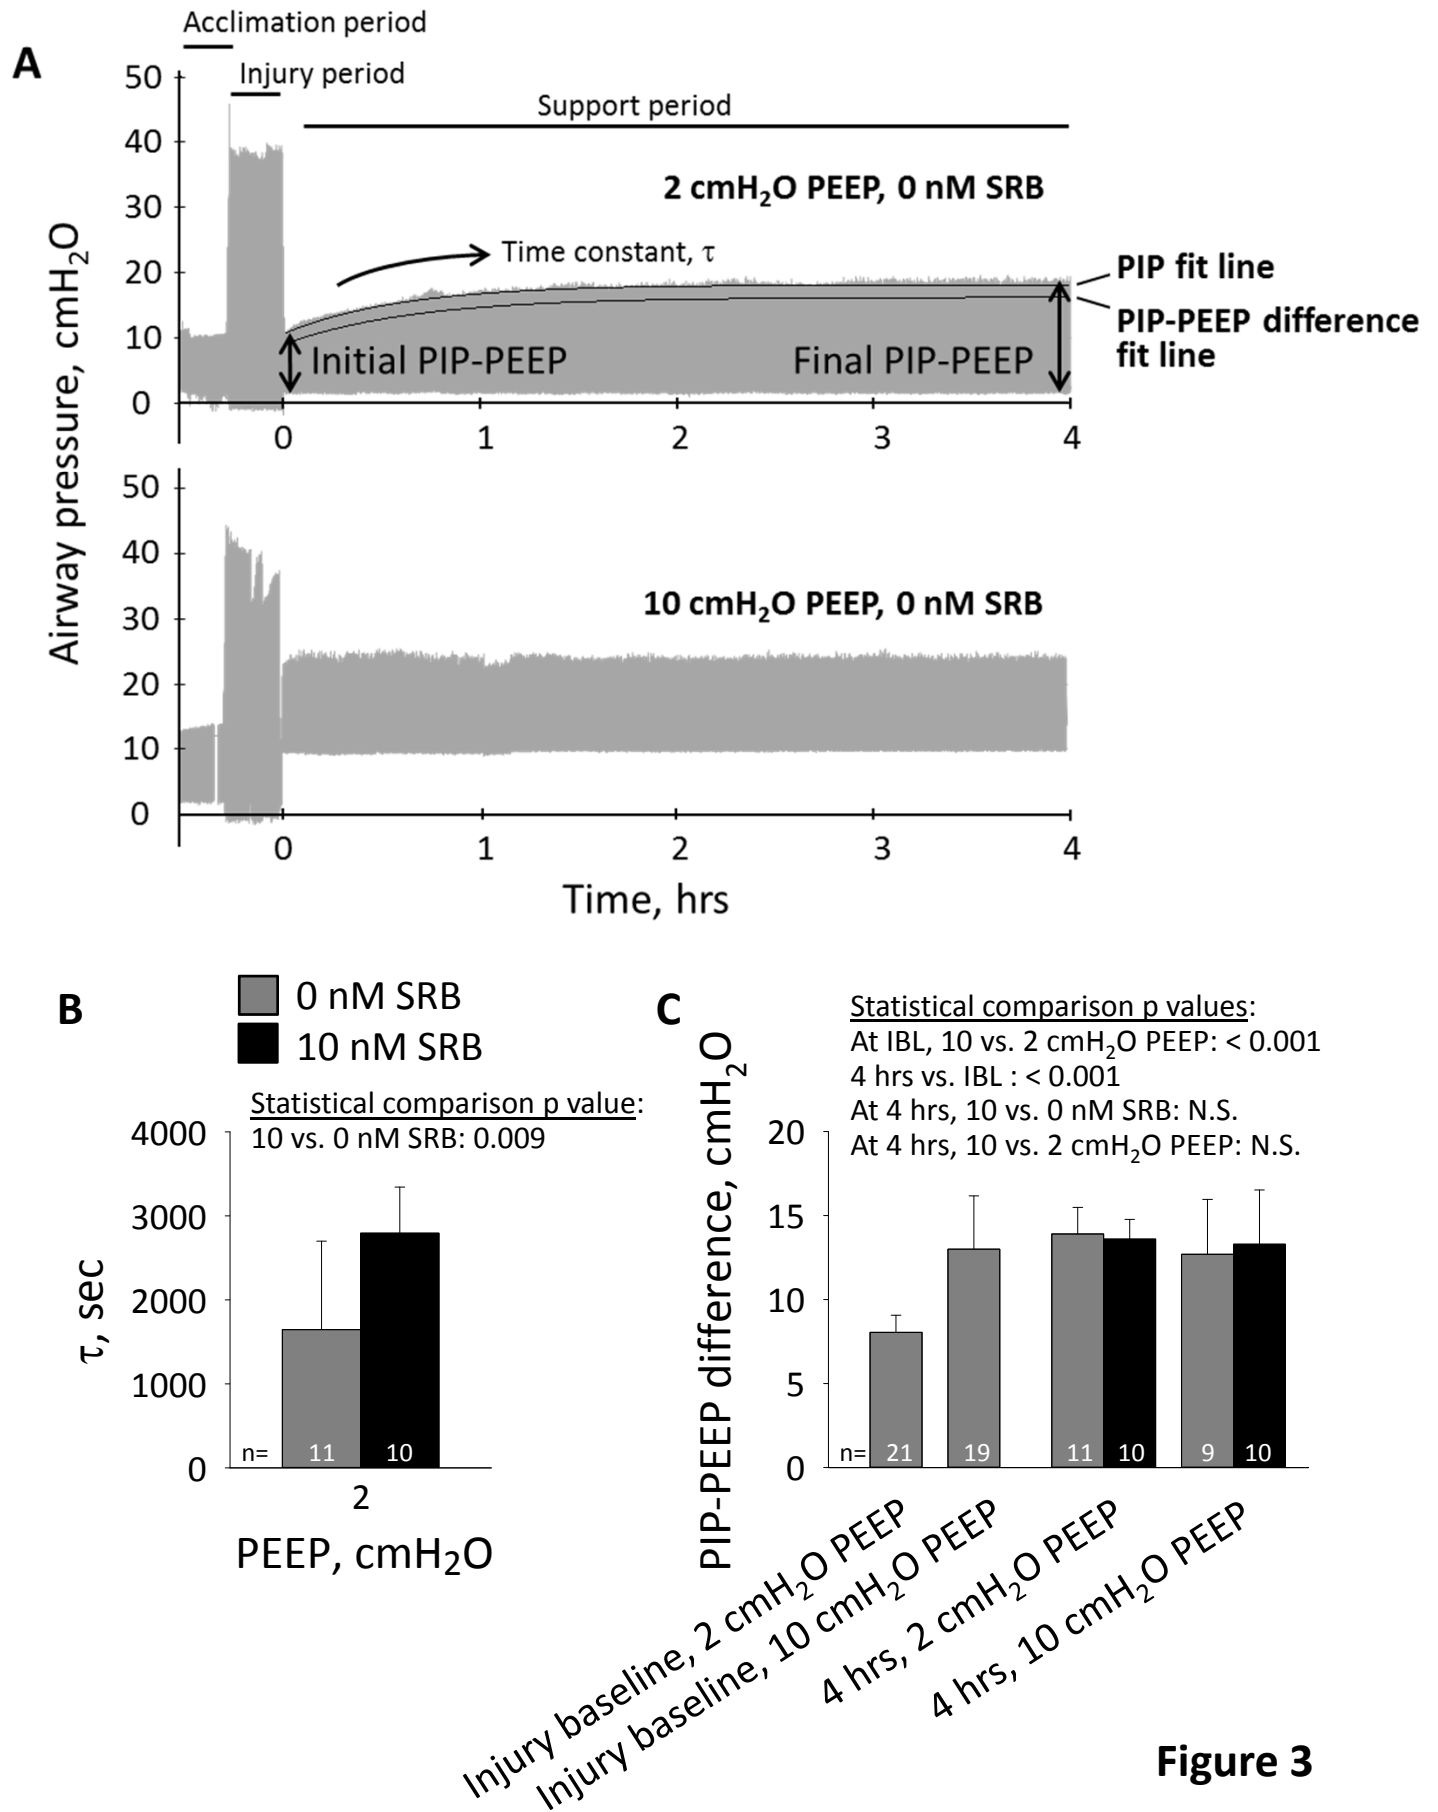 A
Acclimation period
Injury period
Support period
2 cmH₂O PEEP, 0 nM SRB
Time constant, τ
PIP fit line
PIP-PEEP difference
fit line
Initial PIP-PEEP
Final PIP-PEEP
50
40
30
20
10
0
0
1
2
3
4
Airway pressure, cmH₂O
10 cmH₂O PEEP, 0 nM SRB
50
40
30
20
10
0
0
1
2
3
4
Time, hrs
B
0 nM SRB
10 nM SRB
Statistical comparison p value:
10 vs. 0 nM SRB: 0.009
4000
3000
2000
1000
0
τ, sec
n=
11
10
2
PEEP, cmH₂O
C
Statistical comparison p values:
At IBL, 10 vs. 2 cmH₂O PEEP: < 0.001
4 hrs vs. IBL : < 0.001
At 4 hrs, 10 vs. 0 nM SRB: N.S.
At 4 hrs, 10 vs. 2 cmH₂O PEEP: N.S.
PIP-PEEP difference, cmH₂O
20
15
10
5
0
n=
21
19
11
10
9
10
Injury baseline, 2 cmH₂O PEEP
Injury baseline, 10 cmH₂O PEEP
4 hrs, 2 cmH₂O PEEP
4 hrs, 10 cmH₂O PEEP
Figure 3